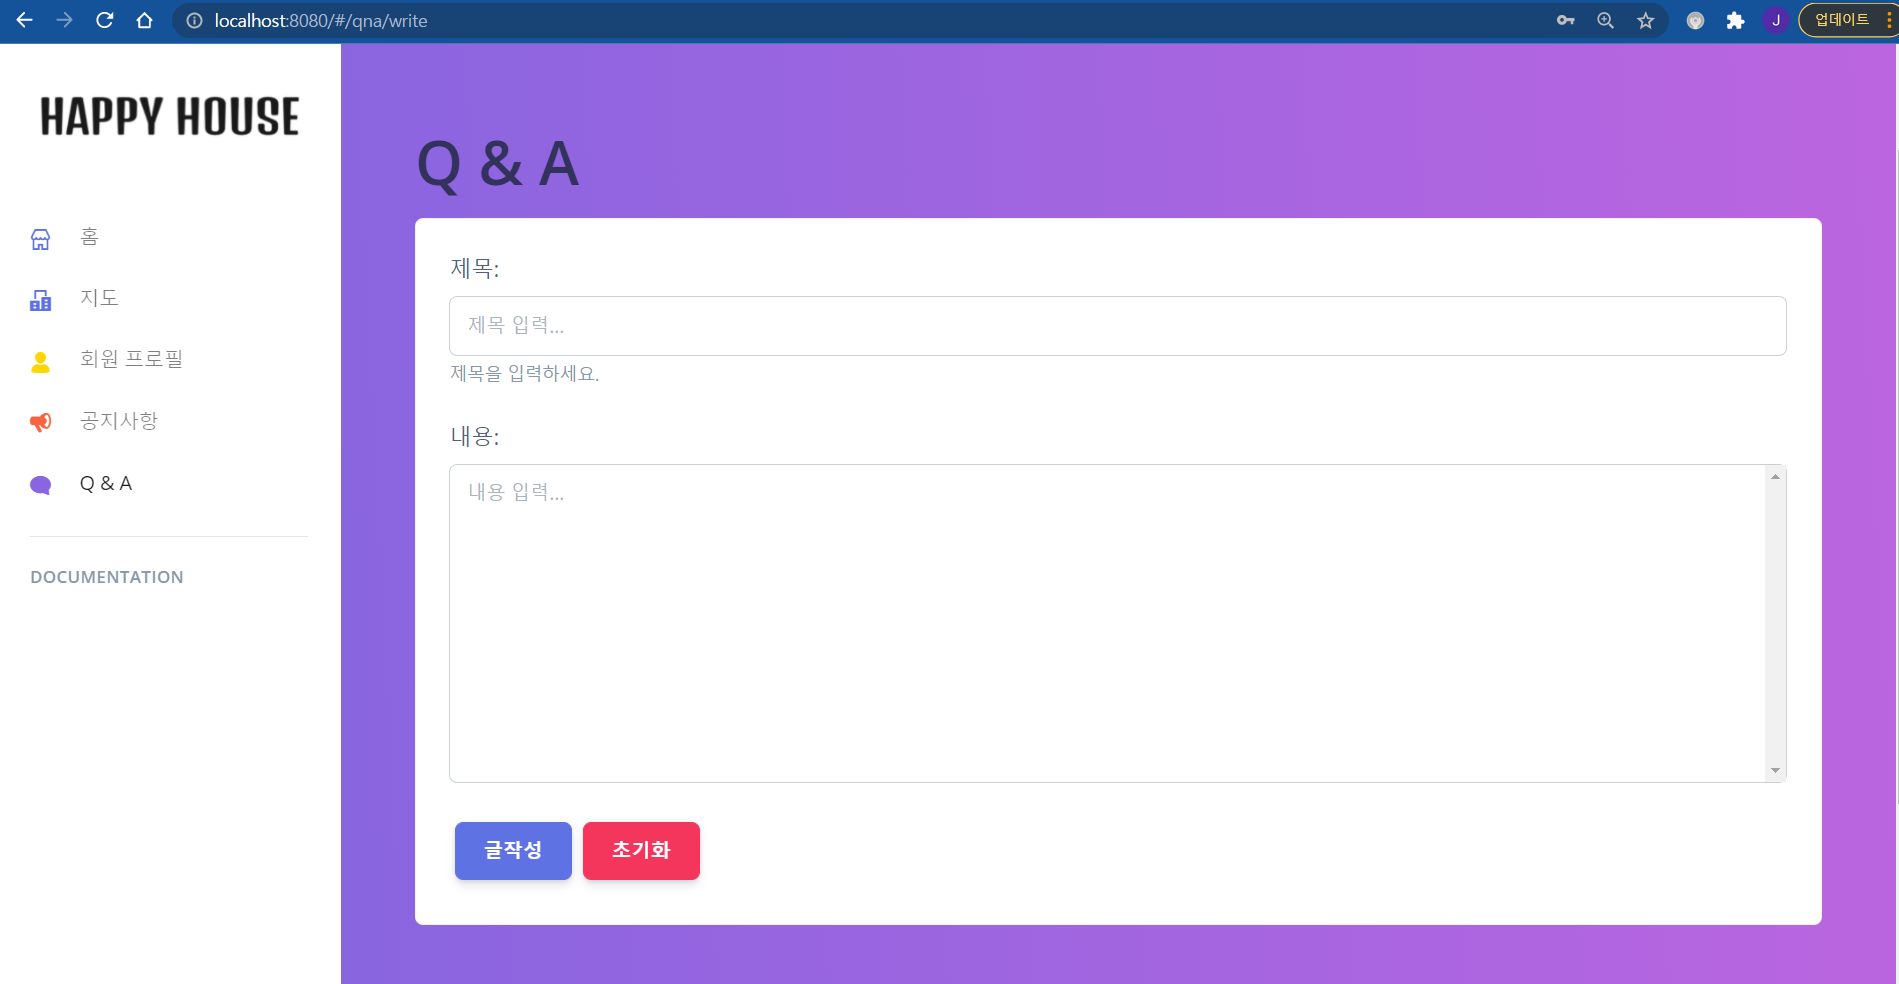 localhost:8080/#/qna/write
J
업데이트
HAPPY HOUSE
홈
지도
회원 프로필
공지사항
Q & A
DOCUMENTATION
Q & A
제목:
제목 입력...
제목을 입력하세요.
내용:
내용 입력...
글작성 초기화